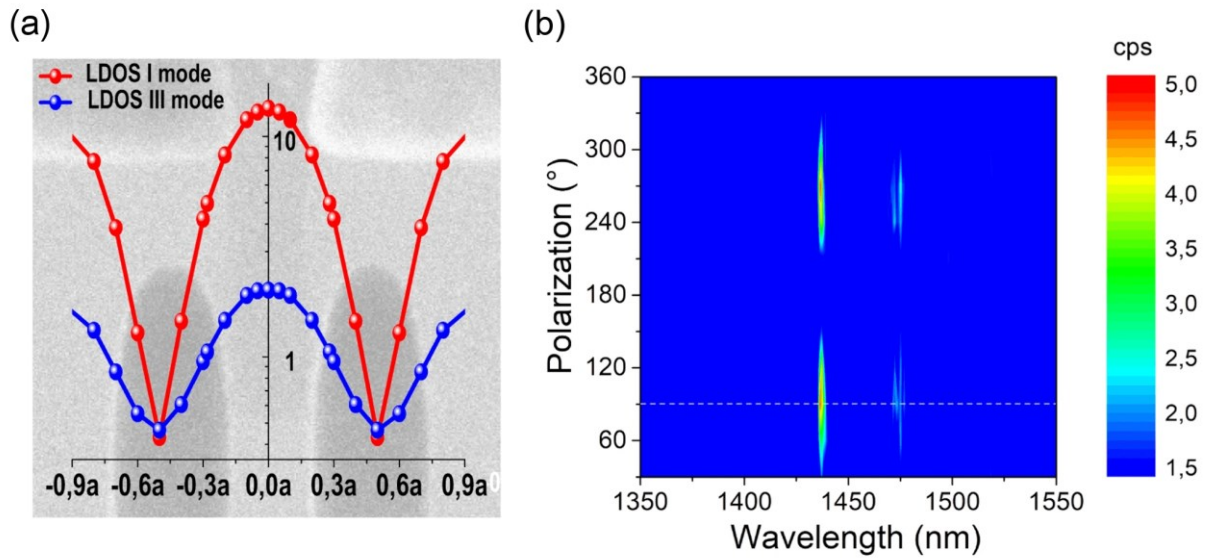 (a)
LDOS I mode
LDOS III mode
10
1
-0,9a -0,6a -0,3a 0,0a 0,3a 0,6a 0,9a 0
(b)
cps
360
300
240
180
120
60
Polarization (°)
1350 1400 1450 1500 1550
Wavelength (nm)
5,0
4,5
4,0
3,5
3,0
2,5
2,0
1,5